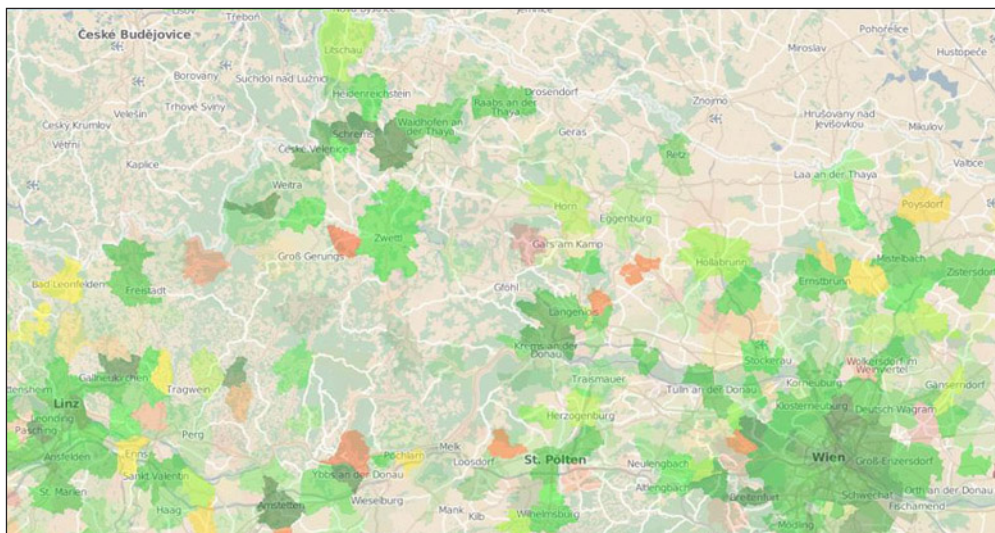 Třeboň
České Budějovice
Pohořelice
Litschau
Miroslav
Hustopeče
Borovany
Suchdol nad Lužnicí
Heidenreichstein
Drosendorf
Znojmo
Trhové Sviny
Raabs an der
Thaya
Velešín
Hrušovany nad
Jevišovkou
Český Krumlov
Waidhofen an
der Thaya
Mikulov
Větřní
Schrems
Geras
České Velenice
Kaplice
Retz
Valtice
Laa an der Thaya
Weitra
Horn
Poysdorf
Eggenburg
Zwettl
Gars am Kamp
Groß Gerungs
Mistelbach
Hollabrunn
Zistersdorf
Bad Leonfelden
Freistadt
Ernstbrunn
Gföhl
Langenlois
Krems an der
Donau
Stockerau
Wolkersdorf im
Weinviertel
Gallneukirchen
Traismauer
Korneuburg
Gänserndorf
Tragwein
Tulln an der Donau
Linz
Leonding
Herzogenburg
Klosterneuburg
Deutsch Wagram
Pasching
Perg
Melk
Ansfelden
Enns
Pöchlarn
Loosdorf
St. Pölten
Neulengbach
Wien
Groß-Enzersdorf
Sankt Valentin
Ybbs an der Donau
St. Marien
Wieselburg
Altlengbach
Breitenfurt
Schwechat
Orth an der Donau
Haag
Amstetten
Mank
Kilb
Wilhelmsburg
Fischamend
Mödling